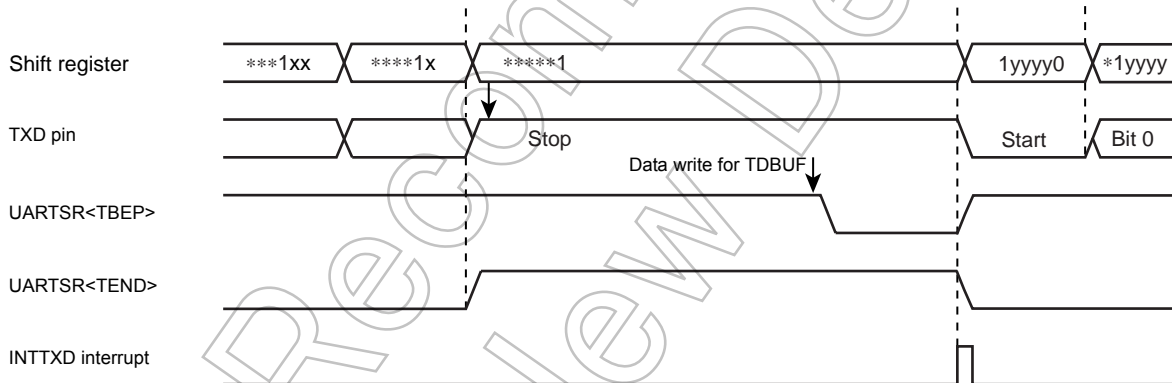 Shift register
***1xx
****1x
*****1
1yyyy0
*1yyyy
TXD pin
Stop
Start
Bit 0
Data write for TDBUF
UARTSR<TBEP>
UARTSR<TEND>
INTTXD interrupt